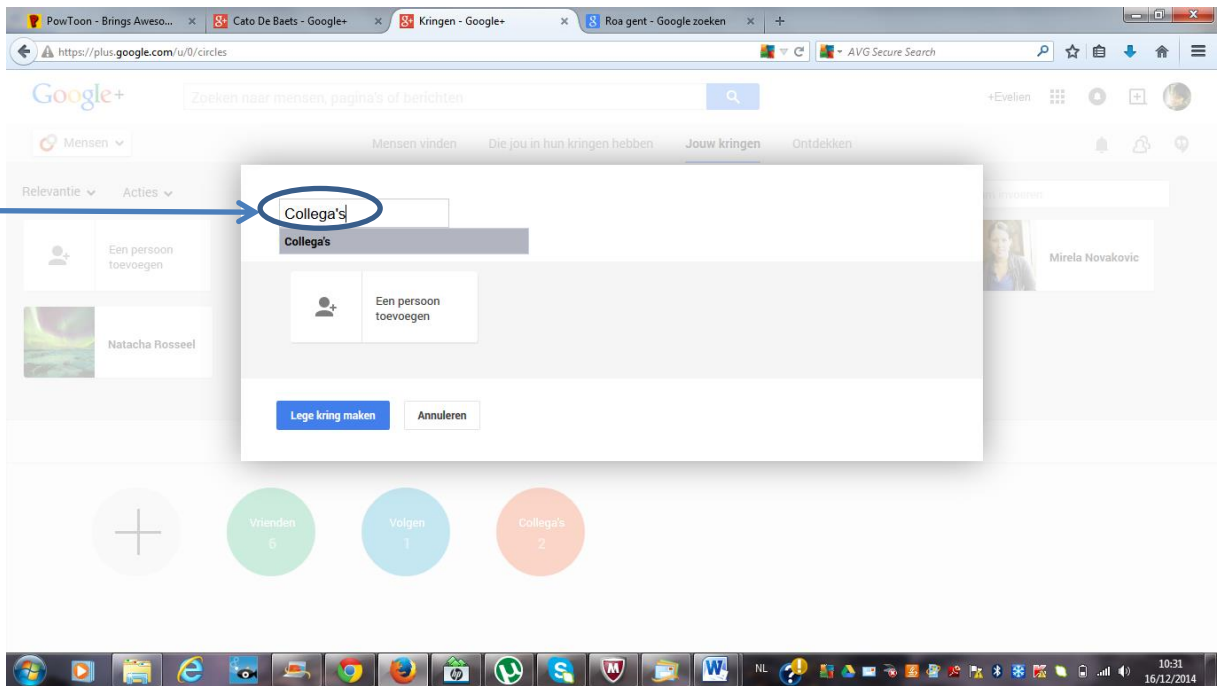 PowToon - Brings Aweso...
Cato De Baets - Google+
Kringen - Google+
Roa gent - Google zoeken
https://plus.google.com/u/0/circles
AVG Secure Search
Google+
Zoeken naar mensen, pagina's of berichten
+Evelien
Mensen
Mensen vinden
Die jou in hun kringen hebben
Jouw kringen
Ontdekken
Relevantie
Acties
Een persoon
toevoegen
Mirela Novakovic
Natacha Rosseel
Collega's
Collega's
Een persoon
toevoegen
Lege kring maken
Annuleren
Vrienden
Volgen
1
Collega's
2
NL
10:31
16/12/2014